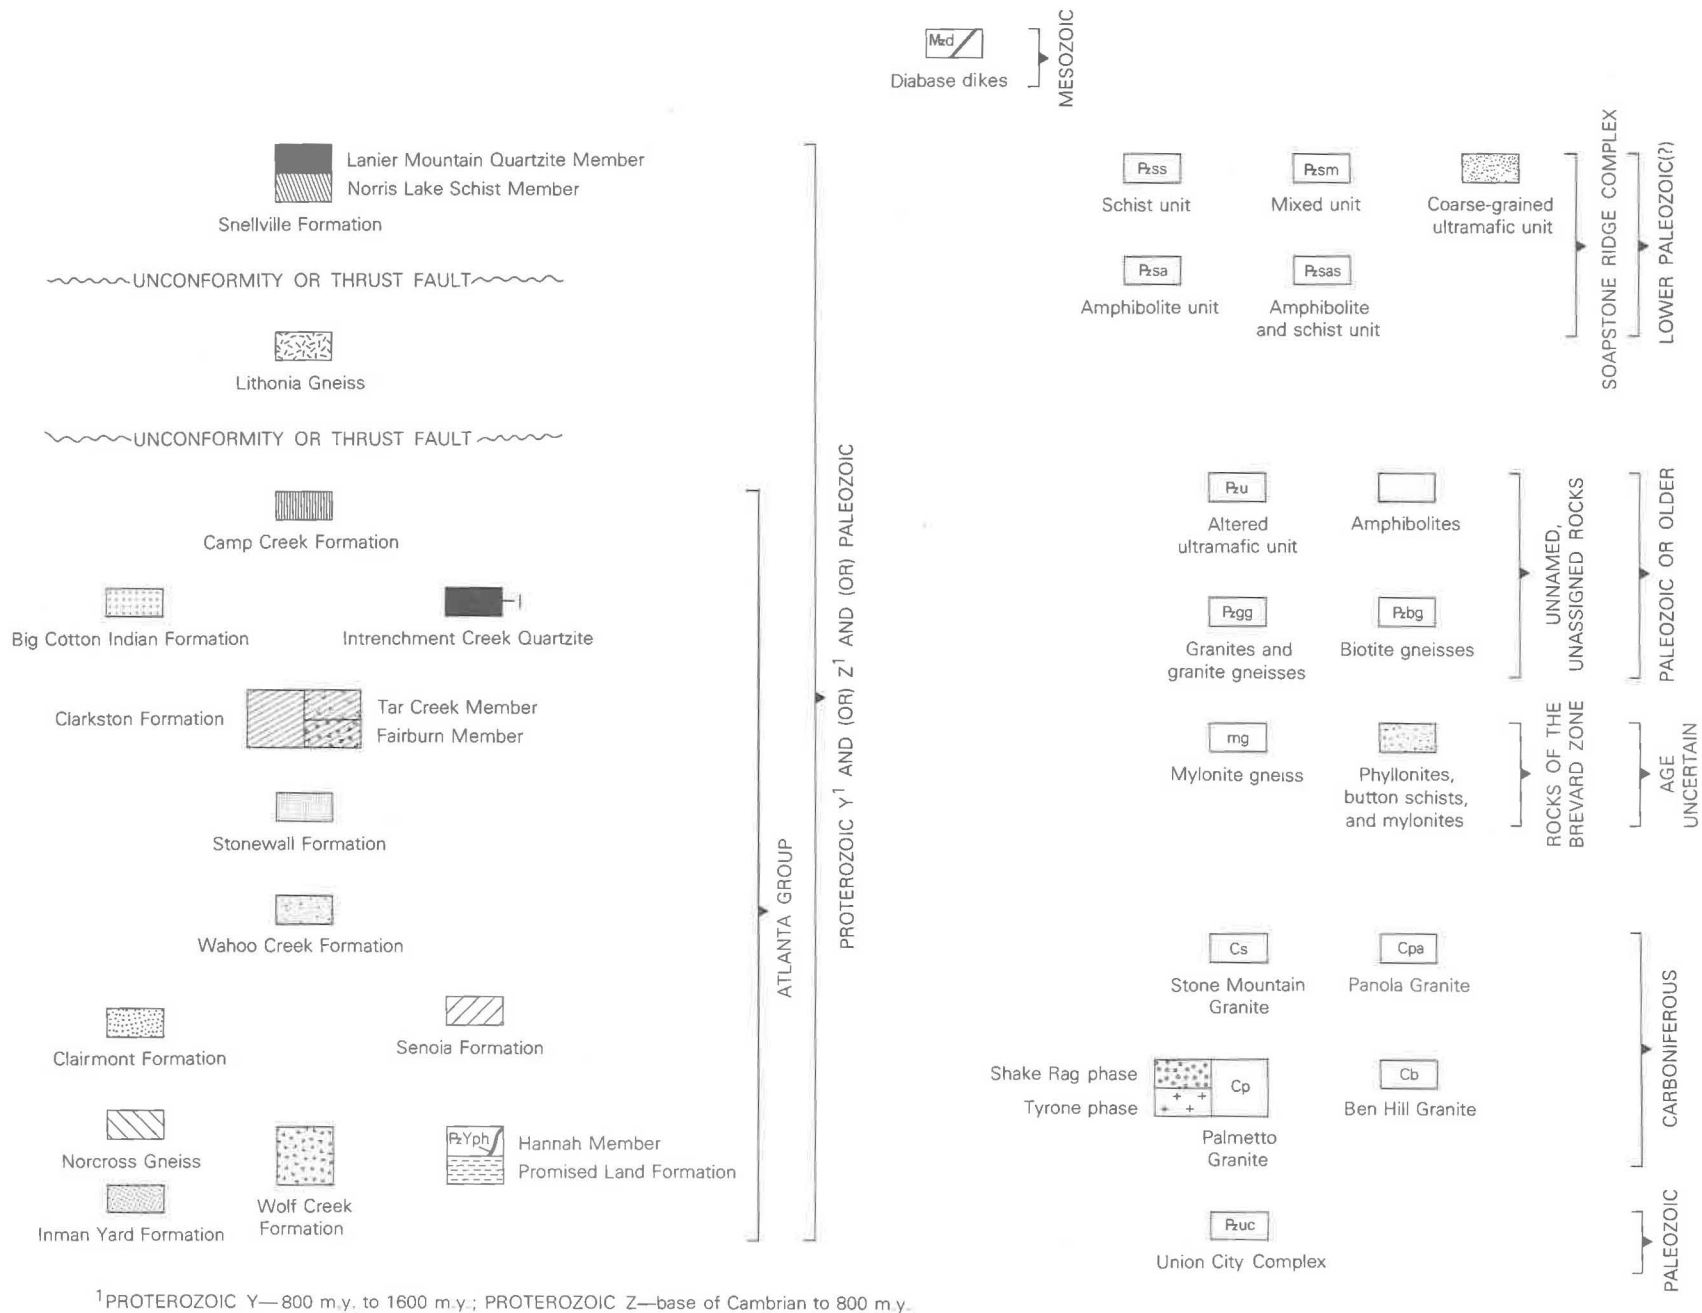 Mzd
Diabase dikes
MESOZOIC
Lanier Mountain Quartzite Member
Norris Lake Schist Member
Snellville Formation
UNCONFORMITY OR THRUST FAULT
Lithonia Gneiss
UNCONFORMITY OR THRUST FAULT
Camp Creek Formation
Big Cotton Indian Formation
I
Intrenchment Creek Quartzite
Clarkston Formation
Tar Creek Member
Fairburn Member
Stonewall Formation
Wahoo Creek Formation
Clairmont Formation
Senoia Formation
Norcross Gneiss
Inman Yard Formation
Wolf Creek
Formation
PzYph
Hannah Member
Promised Land Formation
ATLANTA GROUP
PROTEROZOIC Y¹ AND (OR) Z¹ AND (OR) PALEOZOIC
Pzss
Schist unit
Pzsm
Mixed unit
Coarse-grained
ultramafic unit
Pzsa
Amphibolite unit
Pzsas
Amphibolite
and schist unit
SOAPSTONE RIDGE COMPLEX
LOWER PALEOZOIC(?)
Pzu
Altered
ultramafic unit
Amphibolites
Pzgg
Granites and
granite gneisses
Pzbg
Biotite gneisses
UNNAMED,
UNASSIGNED ROCKS
PALEOZOIC OR OLDER
mg
Mylonite gneiss
Phyllonites,
button schists,
and mylonites
ROCKS OF THE
BREVARD ZONE
AGE
UNCERTAIN
Cs
Stone Mountain
Granite
Cpa
Panola Granite
Shake Rag phase
Tyrone phase
Cp
Palmetto
Granite
Cb
Ben Hill Granite
CARBONIFEROUS
Pzuc
Union City Complex
PALEOZOIC
¹PROTEROZOIC Y—800 m.y. to 1600 m.y.; PROTEROZOIC Z—base of Cambrian to 800 m.y.